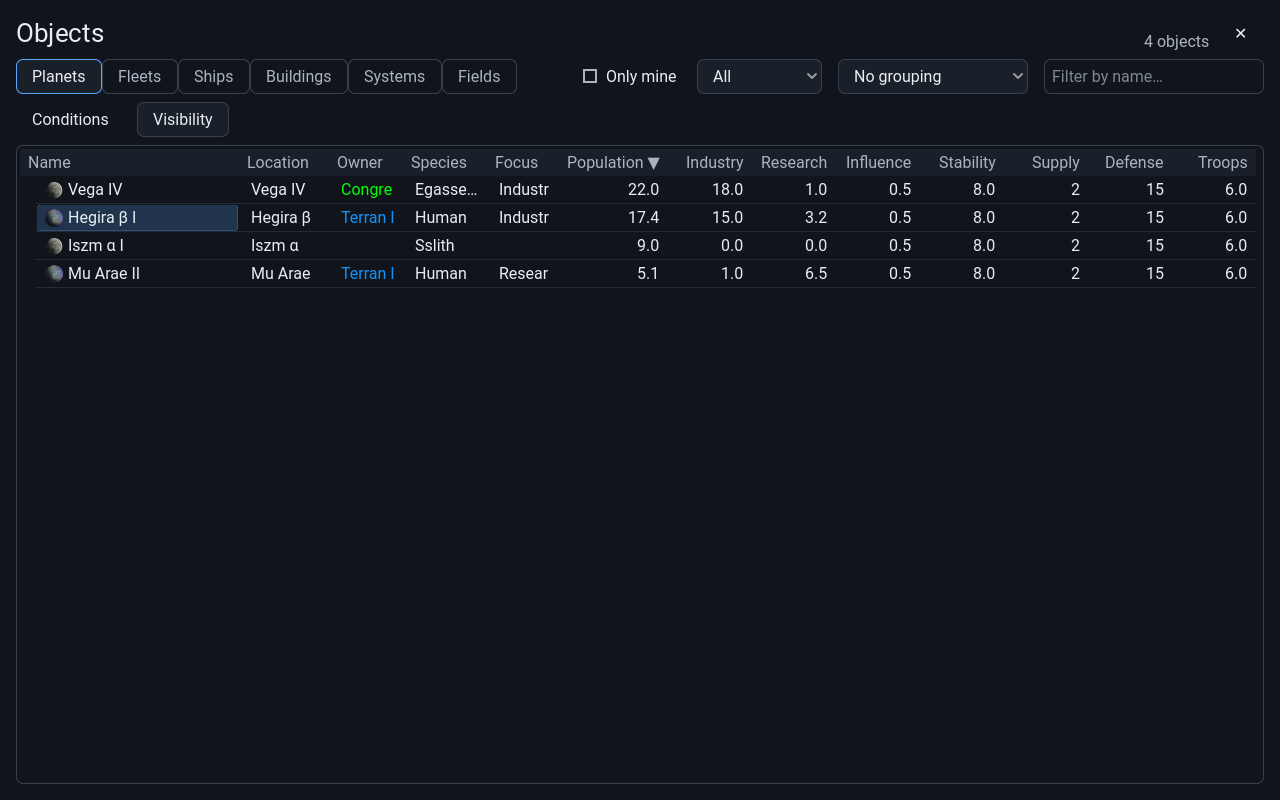 Objects
4 objects ✕
Planets Fleets Ships Buildings Systems Fields Only mine All No grouping Filter by name…
Conditions Visibility
Name Location Owner Species Focus Population ▼ Industry Research Influence Stability Supply Defense Troops
Vega IV Vega IV Congre Egasse… Industr 22.0 18.0 1.0 0.5 8.0 2 15 6.0
Hegira β I Hegira β Terran I Human Industr 17.4 15.0 3.2 0.5 8.0 2 15 6.0
Iszm α I Iszm α Sslith 9.0 0.0 0.0 0.5 8.0 2 15 6.0
Mu Arae II Mu Arae Terran I Human Resear 5.1 1.0 6.5 0.5 8.0 2 15 6.0